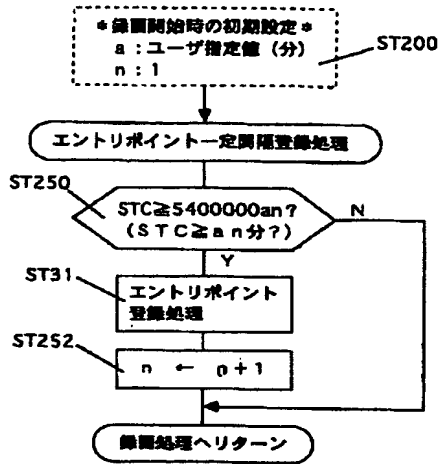 *録画開始時の初期設定*
a:ユーザ指定値(分)
n:1
ST200
エントリポイント一定間隔登録処理
ST250
STC≧5400000an?
(STC≧an分?)
N
Y
ST31
エントリポイント
登録処理
ST252
n ← n+1
録画処理へリターン